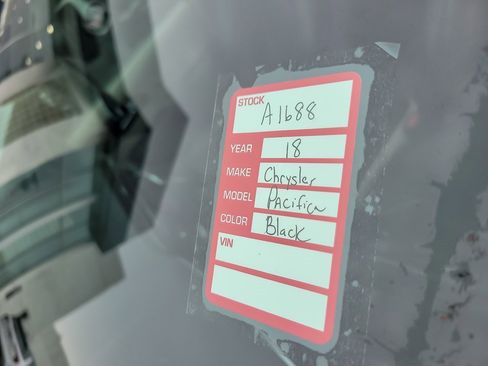 STOCK
A1688
YEAR 18
MAKE Chrysler
MODEL PAcifica
COLOR Black
VIN